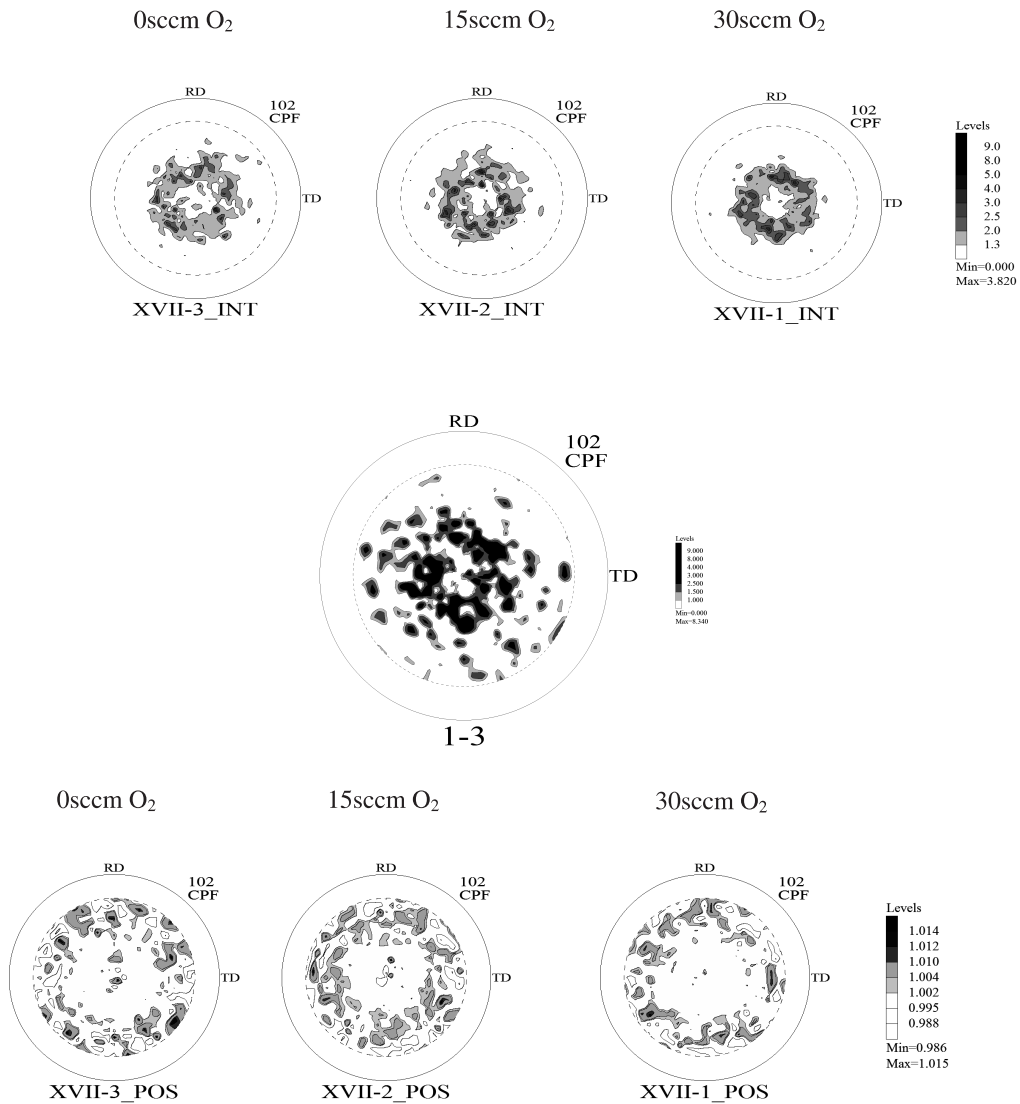 0sccm O₂ 15sccm O₂ 30sccm O₂
RD RD RD
102 102 102
CPF CPF CPF
TD TD TD
XVII-3_INT XVII-2_INT XVII-1_INT
Levels
9.0
8.0
5.0
4.0
3.0
2.5
2.0
1.3
Min=0.000
Max=3.820
RD
102
CPF
TD
1-3
Levels
9.000
8.000
4.000
3.000
2.500
1.500
1.000
Min=0.000
Max=8.340
0sccm O₂ 15sccm O₂ 30sccm O₂
RD RD RD
102 102 102
CPF CPF CPF
TD TD TD
XVII-3_POS XVII-2_POS XVII-1_POS
Levels
1.014
1.012
1.010
1.004
1.002
0.995
0.988
Min=0.986
Max=1.015